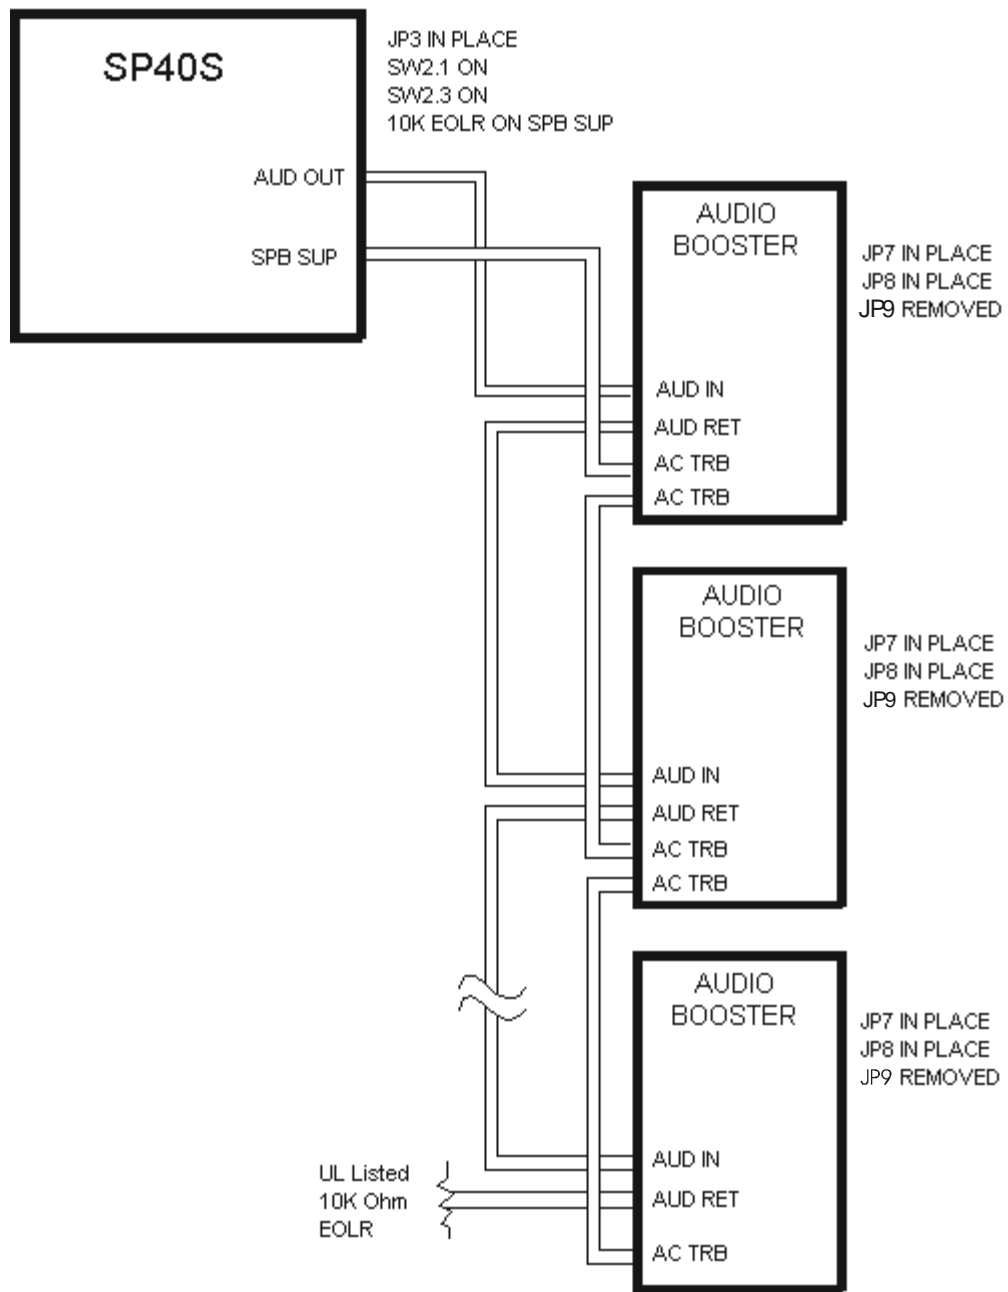 SP40S
JP3 IN PLACE
SW2.1 ON
SW2.3 ON
10K EOLR ON SPB SUP
AUD OUT
SPB SUP
AUDIO
BOOSTER
JP7 IN PLACE
JP8 IN PLACE
JP9 REMOVED
AUD IN
AUD RET
AC TRB
AC TRB
AUDIO
BOOSTER
JP7 IN PLACE
JP8 IN PLACE
JP9 REMOVED
AUD IN
AUD RET
AC TRB
AC TRB
AUDIO
BOOSTER
JP7 IN PLACE
JP8 IN PLACE
JP9 REMOVED
AUD IN
AUD RET
AC TRB
UL Listed
10K Ohm
EOLR